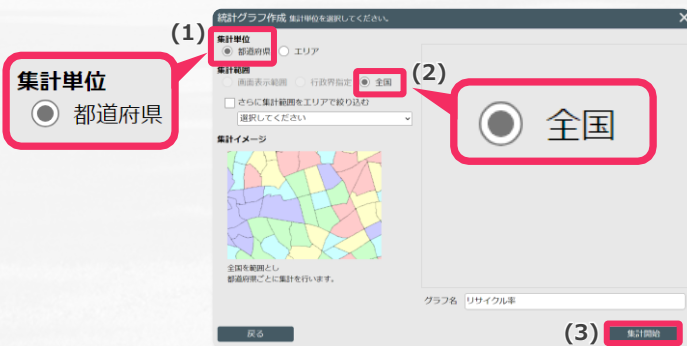 統計グラフ作成 集計単位を選択してください。
×
(1)
集計単位
都道府県 エリア
集計単位
都道府県
集計範囲
画面表示範囲 行政界指定 全国
(2)
全国
さらに集計範囲をエリアで絞り込む
選択してください
集計イメージ
全国を範囲とし
都道府県ごとに集計を行います。
グラフ名 リサイクル率
戻る
(3)
集計開始